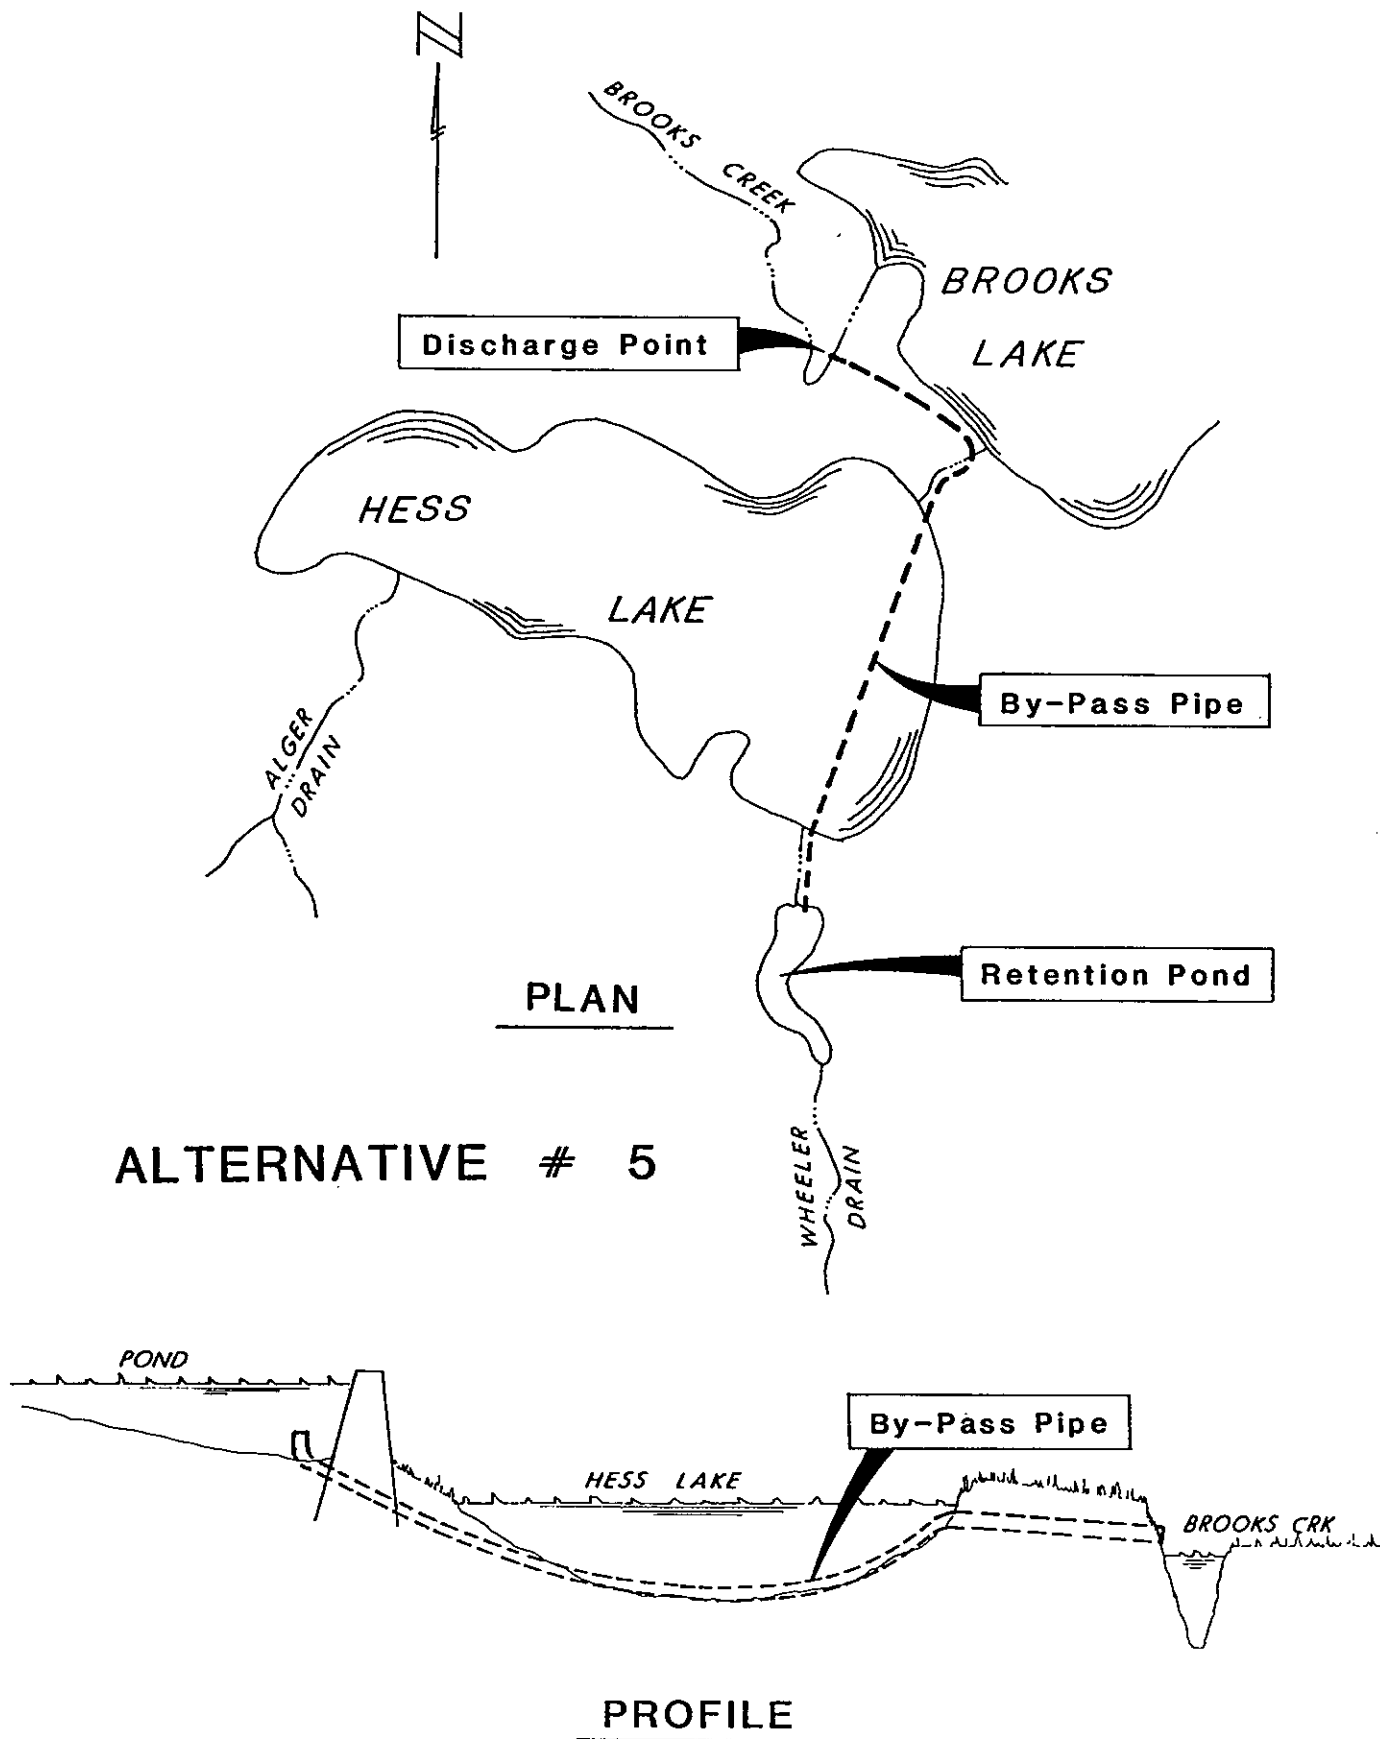 N
BROOKS
CREEK
BROOKS
LAKE
Discharge Point
HESS
LAKE
By-Pass Pipe
ALGER
DRAIN
Retention Pond
PLAN
ALTERNATIVE # 5
WHEELER
DRAIN
POND
By-Pass Pipe
HESS LAKE
BROOKS CRK
PROFILE